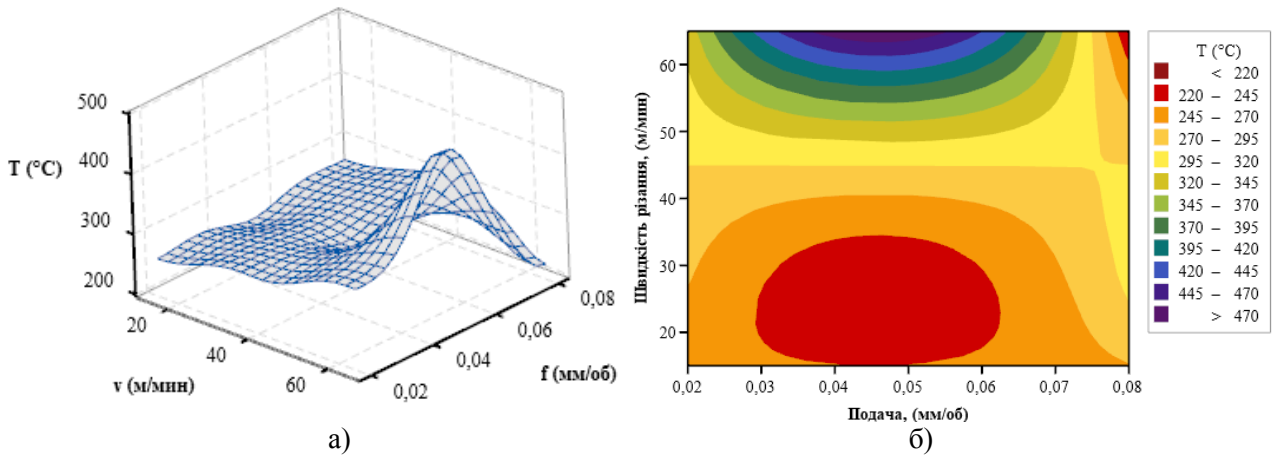 500
400
300
200
T (°C)
20
40
60
v (м/мин)
0,02
0,04
0,06
0,08
f (мм/об)
а)
60
50
40
30
20
Швидкість різання, (м/мин)
0,02 0,03 0,04 0,05 0,06 0,07 0,08
Подача, (мм/об)
T (°C)
< 220
220 – 245
245 – 270
270 – 295
295 – 320
320 – 345
345 – 370
370 – 395
395 – 420
420 – 445
445 – 470
> 470
б)